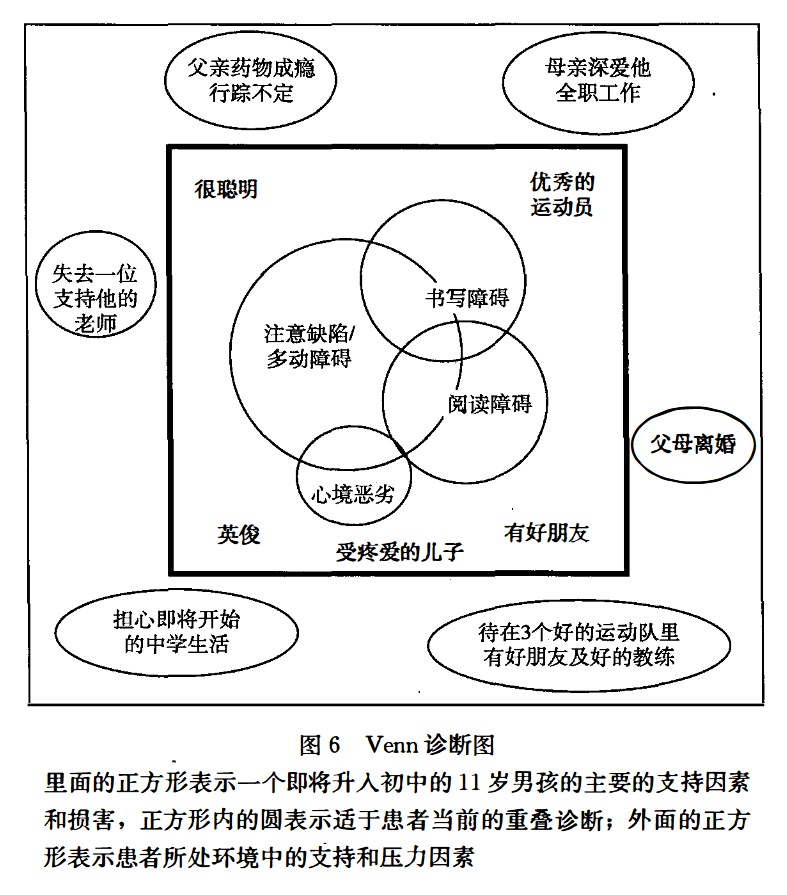 父亲药物成瘾
行踪不定
母亲深爱他
全职工作
很聪明
优秀的
运动员
失去一位
支持他的
老师
书写障碍
注意缺陷/
多动障碍
阅读障碍
父母离婚
心境恶劣
英俊
受疼爱的儿子
有好朋友
担心即将开始
的中学生活
待在3个好的运动队里
有好朋友及好的教练
图 6 Venn 诊断图
里面的正方形表示一个即将升入初中的 11 岁男孩的主要的支持因素
和损害，正方形内的圆表示适于患者当前的重叠诊断；外面的正方
形表示患者所处环境中的支持和压力因素